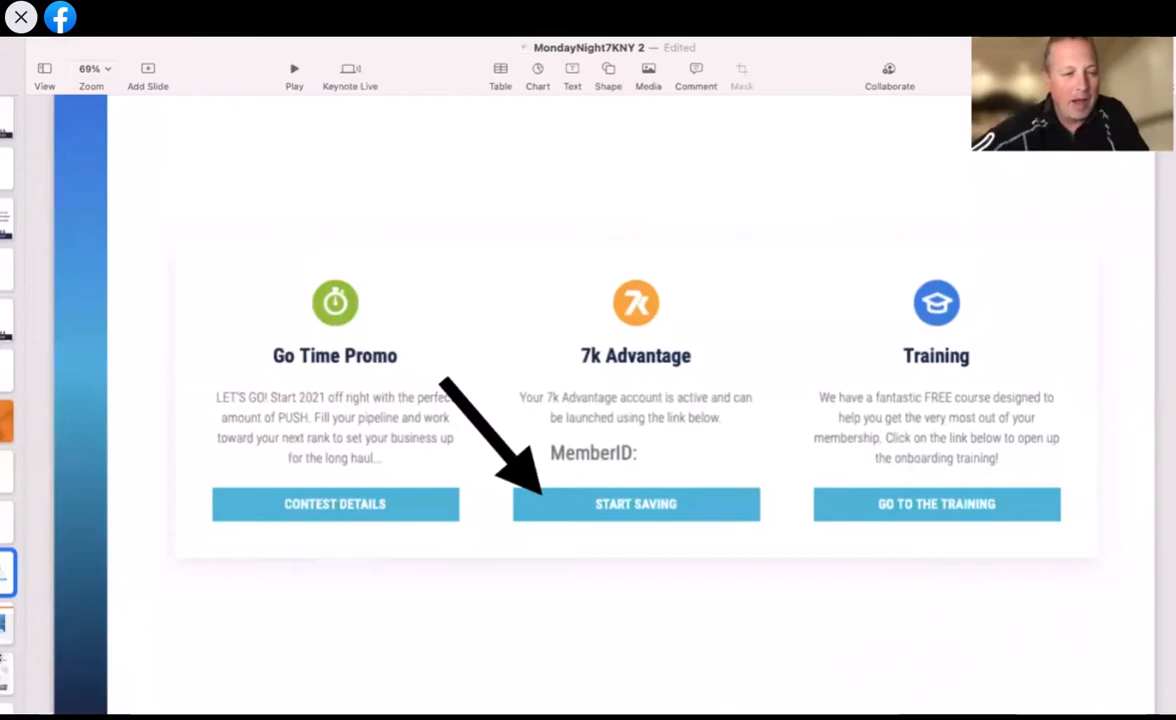 MondayNight7KNY 2 — Edited
69%
View
Zoom
Add Slide
Play
Keynote Live
Table
Chart
Text
Shape
Media
Comment
Mask
Collaborate
7k
Go Time Promo
LET'S GO! Start 2021 off right with the perfect
amount of PUSH. Fill your pipeline and work
toward your next rank to set your business up
for the long haul...
CONTEST DETAILS
7k Advantage
Your 7k Advantage account is active and can
be launched using the link below.
MemberID:
START SAVING
Training
We have a fantastic FREE course designed to
help you get the very most out of your
membership. Click on the link below to open up
the onboarding training!
GO TO THE TRAINING